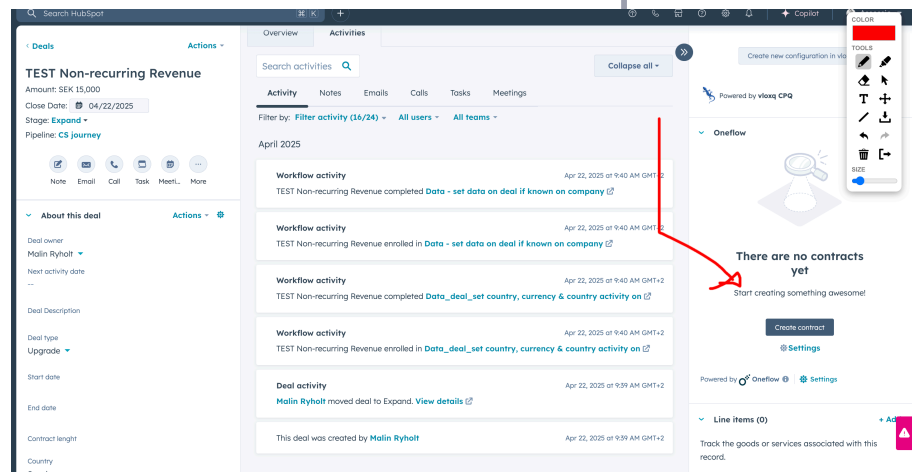 Search HubSpot
⌘ K
+
Copilot
COLOR
TOOLS
T
SIZE
‹ Deals
Actions
TEST Non-recurring Revenue
Amount: SEK 15,000
Close Date: 04/22/2025
Stage: Expand
Pipeline: CS journey
Note Email Call Task Meeti... More
About this deal
Actions
Deal owner
Malin Ryholt
Next activity date
--
Deal Description
Deal type
Upgrade
Start date
End date
Contract lenght
Country
Overview Activities
Search activities
Collapse all
Activity Notes Emails Calls Tasks Meetings
Filter by: Filter activity (16/24) All users All teams
April 2025
Workflow activity Apr 22, 2025 at 9:40 AM GMT+2
TEST Non-recurring Revenue completed Data - set data on deal if known on company
Workflow activity Apr 22, 2025 at 9:40 AM GMT+2
TEST Non-recurring Revenue enrolled in Data - set data on deal if known on company
Workflow activity Apr 22, 2025 at 9:40 AM GMT+2
TEST Non-recurring Revenue completed Data_deal_set country, currency & country activity on
Workflow activity Apr 22, 2025 at 9:40 AM GMT+2
TEST Non-recurring Revenue enrolled in Data_deal_set country, currency & country activity on
Deal activity Apr 22, 2025 at 9:39 AM GMT+2
Malin Ryholt moved deal to Expand. View details
This deal was created by Malin Ryholt Apr 22, 2025 at 9:39 AM GMT+2
Create new configuration in vlo
Powered by vloxq CPQ
Oneflow
There are no contracts
yet
Start creating something awesome!
Create contract
Settings
Powered by Oneflow Settings
Line items (0)
+ Ad
Track the goods or services associated with this
record.